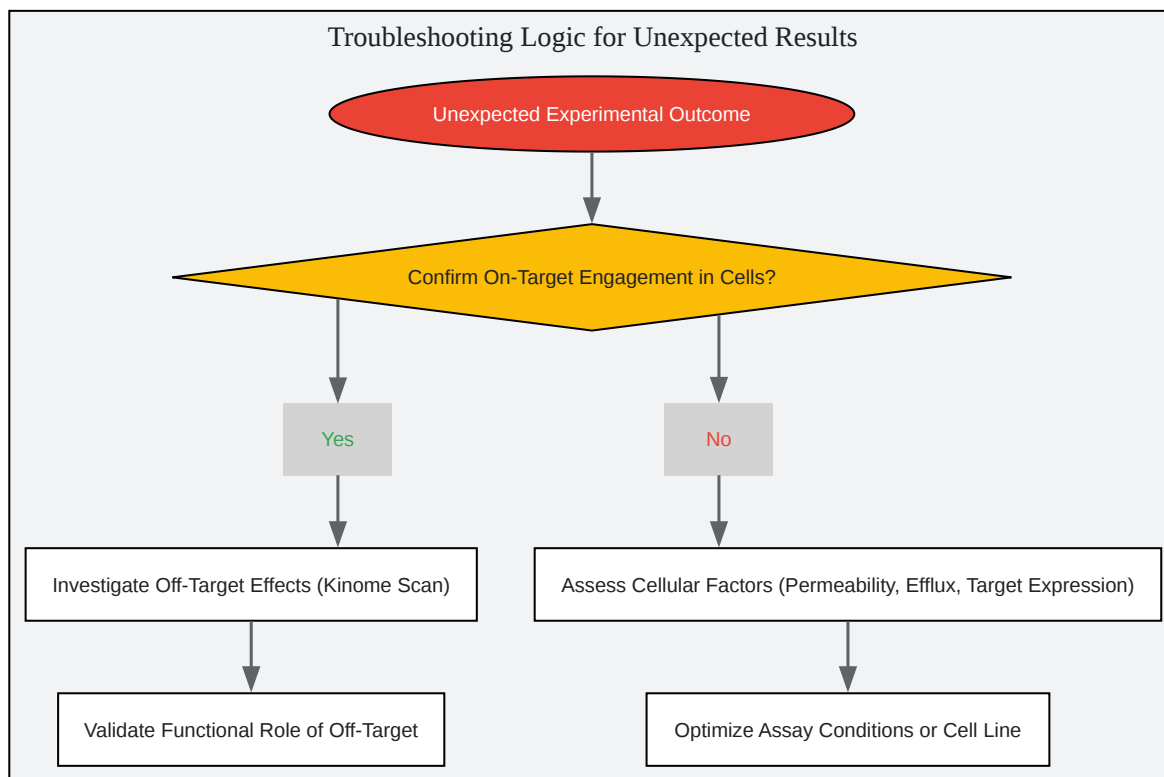 Troubleshooting Logic for Unexpected Results
Unexpected Experimental Outcome
Confirm On-Target Engagement in Cells?
Yes
No
Investigate Off-Target Effects (Kinome Scan)
Assess Cellular Factors (Permeability, Efflux, Target Expression)
Validate Functional Role of Off-Target
Optimize Assay Conditions or Cell Line